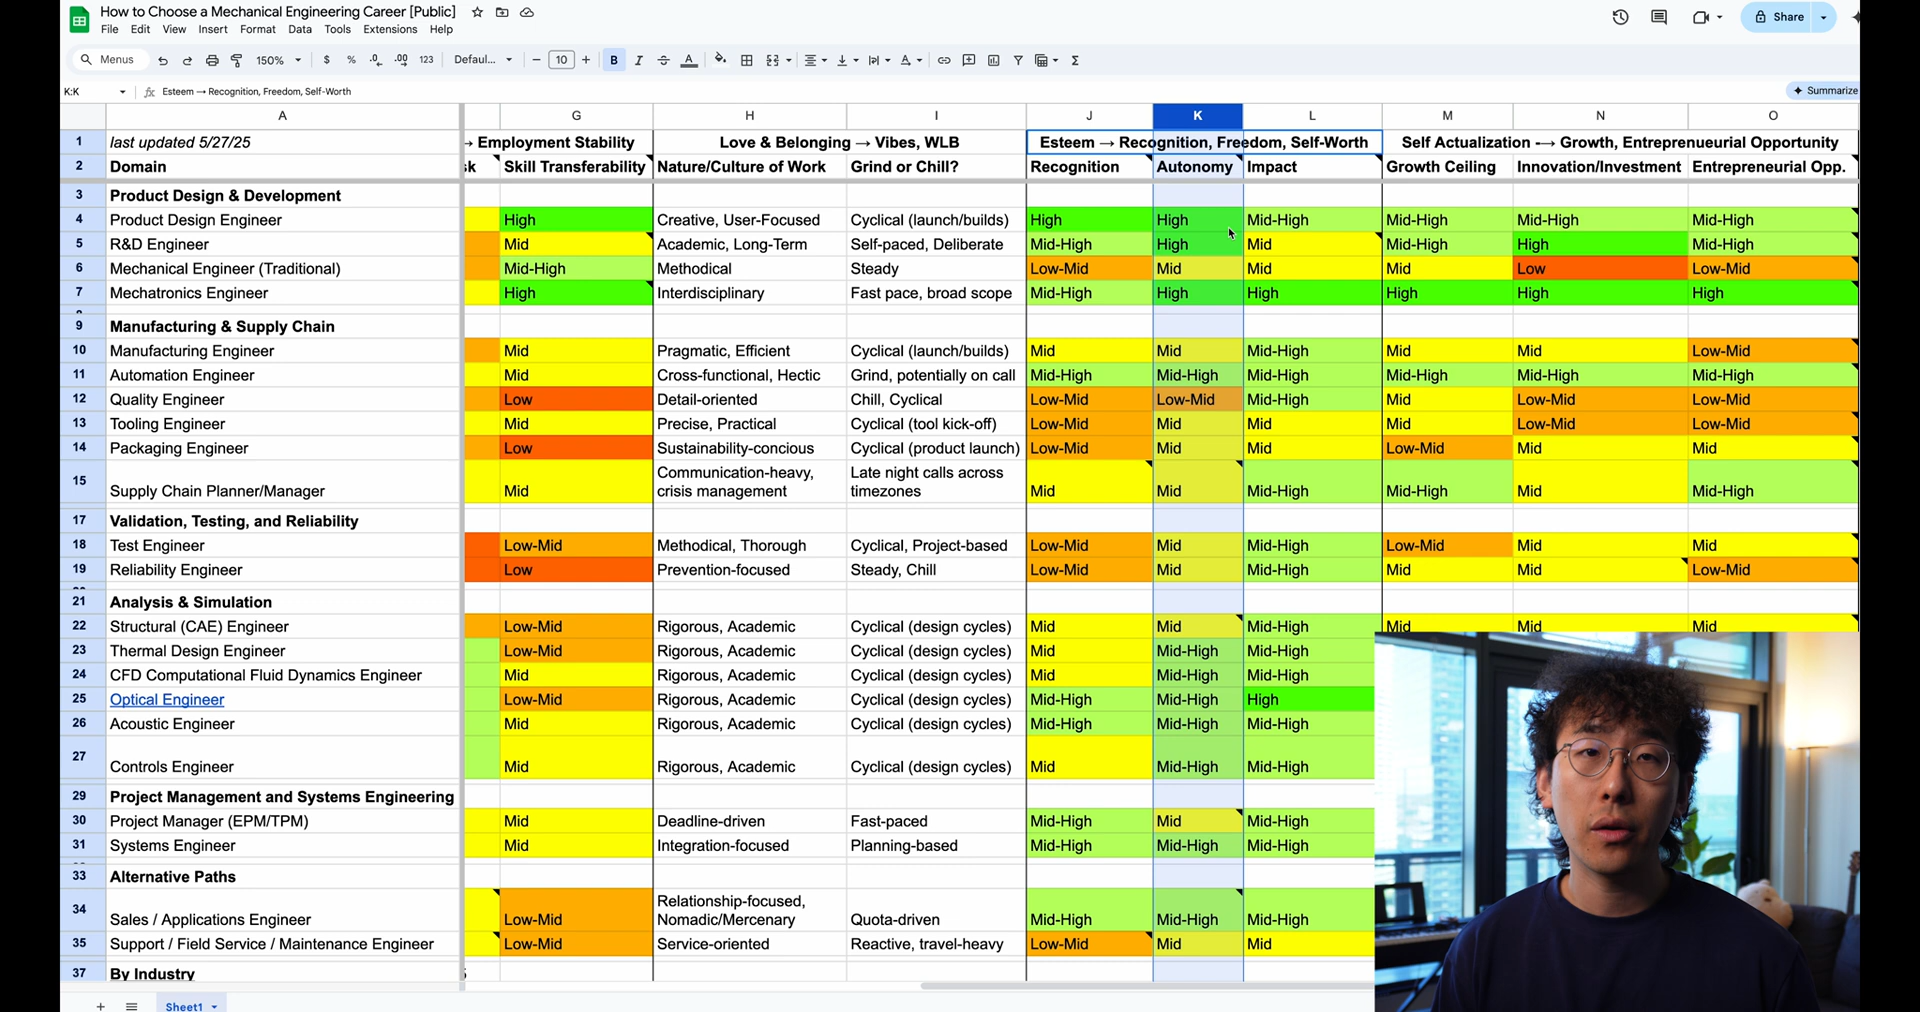 How to Choose a Mechanical Engineering Career [Public]
File Edit View Insert Format Data Tools Extensions Help
Share
Menus 150% $ % .0 .00 123 Defaul... 10 B I A
K:K Esteem → Recognition, Freedom, Self-Worth
Summarize
A G H I J K L M N O
1 last updated 5/27/25 → Employment Stability Love & Belonging → Vibes, WLB Esteem → Recognition, Freedom, Self-Worth Self Actualization -→ Growth, Entreprenueurial Opportunity
2 Domain sk Skill Transferability Nature/Culture of Work Grind or Chill? Recognition Autonomy Impact Growth Ceiling Innovation/Investment Entrepreneurial Opp.
3 Product Design & Development
4 Product Design Engineer High Creative, User-Focused Cyclical (launch/builds) High High Mid-High Mid-High Mid-High Mid-High
5 R&D Engineer Mid Academic, Long-Term Self-paced, Deliberate Mid-High High Mid Mid-High High Mid-High
6 Mechanical Engineer (Traditional) Mid-High Methodical Steady Low-Mid Mid Mid Mid Low Low-Mid
7 Mechatronics Engineer High Interdisciplinary Fast pace, broad scope Mid-High High High High High High
9 Manufacturing & Supply Chain
10 Manufacturing Engineer Mid Pragmatic, Efficient Cyclical (launch/builds) Mid Mid Mid-High Mid Mid Low-Mid
11 Automation Engineer Mid Cross-functional, Hectic Grind, potentially on call Mid-High Mid-High Mid-High Mid-High Mid-High Mid-High
12 Quality Engineer Low Detail-oriented Chill, Cyclical Low-Mid Low-Mid Mid-High Mid Low-Mid Low-Mid
13 Tooling Engineer Mid Precise, Practical Cyclical (tool kick-off) Low-Mid Mid Mid Mid Low-Mid Low-Mid
14 Packaging Engineer Low Sustainability-concious Cyclical (product launch) Low-Mid Mid Mid Low-Mid Mid Mid
Communication-heavy, Late night calls across
15 Supply Chain Planner/Manager Mid crisis management timezones Mid Mid Mid-High Mid-High Mid Mid-High
17 Validation, Testing, and Reliability
18 Test Engineer Low-Mid Methodical, Thorough Cyclical, Project-based Low-Mid Mid Mid-High Low-Mid Mid Mid
19 Reliability Engineer Low Prevention-focused Steady, Chill Low-Mid Mid Mid-High Mid Mid Low-Mid
21 Analysis & Simulation
22 Structural (CAE) Engineer Low-Mid Rigorous, Academic Cyclical (design cycles) Mid Mid Mid-High Mid Mid Mid
23 Thermal Design Engineer Low-Mid Rigorous, Academic Cyclical (design cycles) Mid Mid-High Mid-High
24 CFD Computational Fluid Dynamics Engineer Mid Rigorous, Academic Cyclical (design cycles) Mid Mid-High Mid-High
25 Optical Engineer Low-Mid Rigorous, Academic Cyclical (design cycles) Mid-High Mid-High High
26 Acoustic Engineer Mid Rigorous, Academic Cyclical (design cycles) Mid-High Mid-High Mid-High
27 Controls Engineer Mid Rigorous, Academic Cyclical (design cycles) Mid Mid-High Mid-High
29 Project Management and Systems Engineering
30 Project Manager (EPM/TPM) Mid Deadline-driven Fast-paced Mid-High Mid Mid-High
31 Systems Engineer Mid Integration-focused Planning-based Mid-High Mid-High Mid-High
33 Alternative Paths
Relationship-focused,
34 Sales / Applications Engineer Low-Mid Nomadic/Mercenary Quota-driven Mid-High Mid-High Mid-High
35 Support / Field Service / Maintenance Engineer Low-Mid Service-oriented Reactive, travel-heavy Low-Mid Mid Mid
37 By Industry
Sheet1